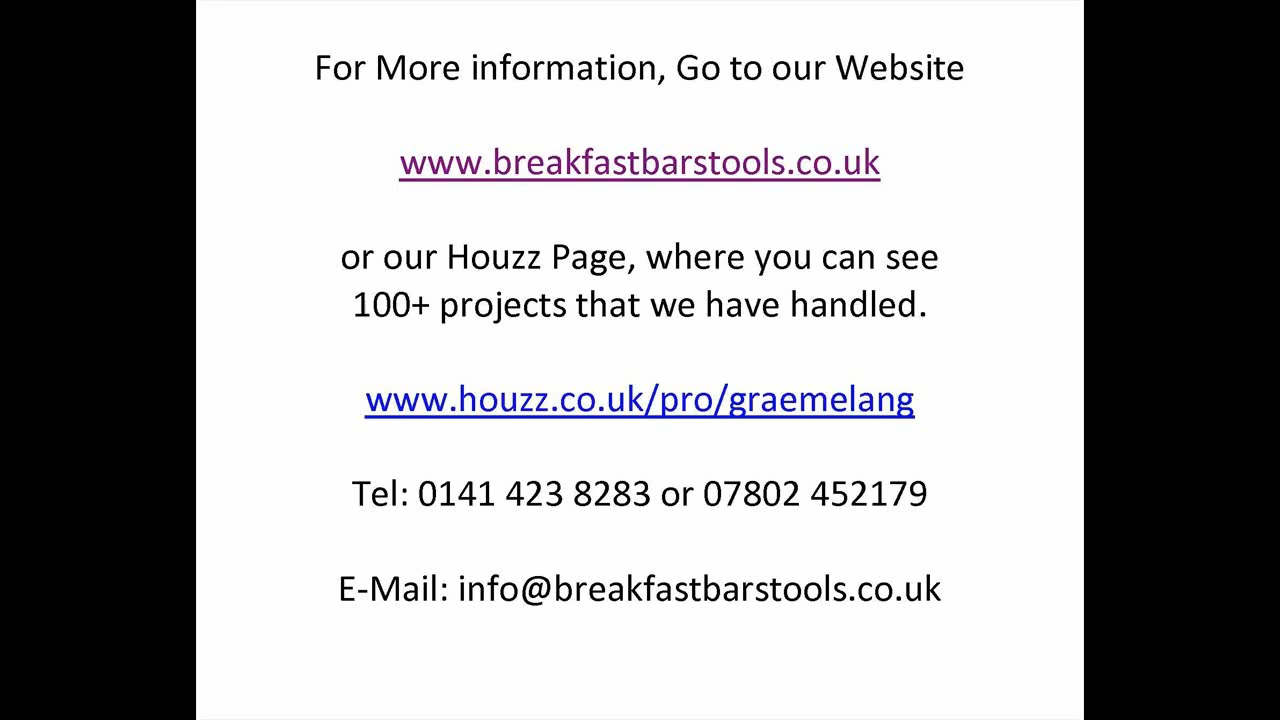 For More information, Go to our Website
www.breakfastbarstools.co.uk
or our Houzz Page, where you can see
100+ projects that we have handled.
www.houzz.co.uk/pro/graemelang
Tel: 0141 423 8283 or 07802 452179
E-Mail: info@breakfastbarstools.co.uk